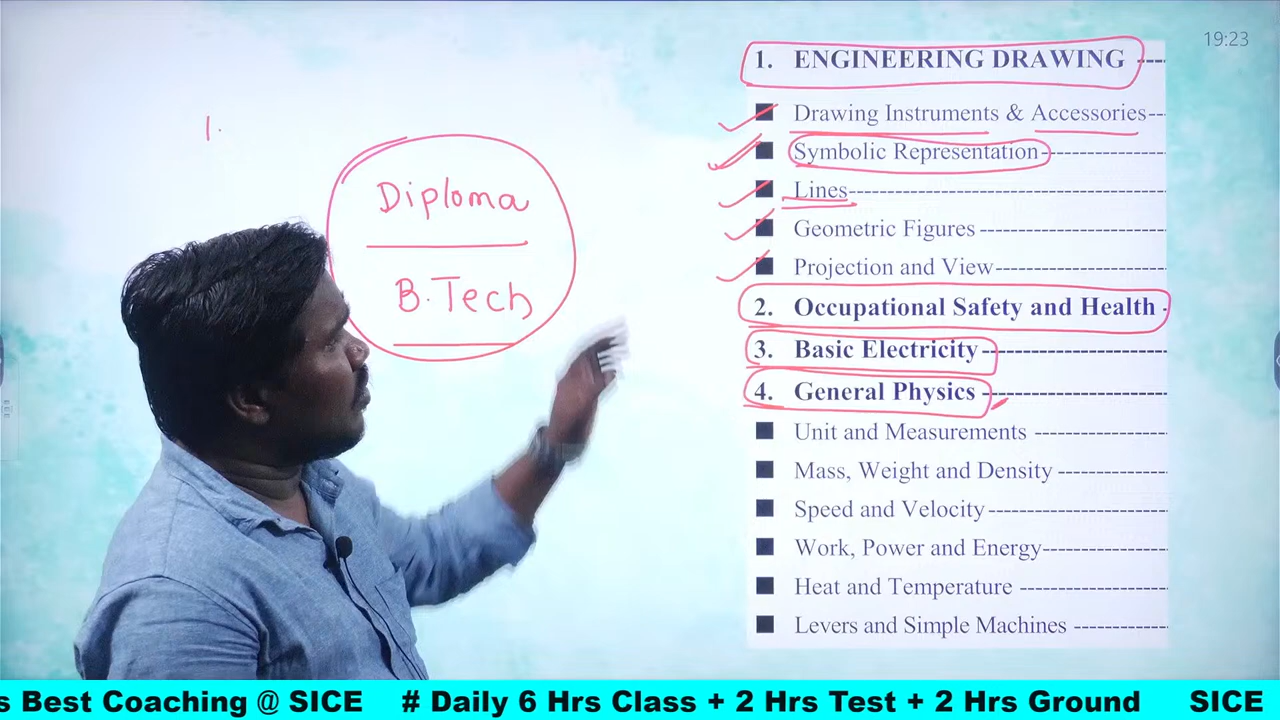 19:23
1.
Diploma
B.Tech
1. ENGINEERING DRAWING
Drawing Instruments & Accessories
Symbolic Representation
Lines
Geometric Figures
Projection and View
2. Occupational Safety and Health
3. Basic Electricity
4. General Physics
Unit and Measurements
Mass, Weight and Density
Speed and Velocity
Work, Power and Energy
Heat and Temperature
Levers and Simple Machines
s Best Coaching @ SICE # Daily 6 Hrs Class + 2 Hrs Test + 2 Hrs Ground SICE